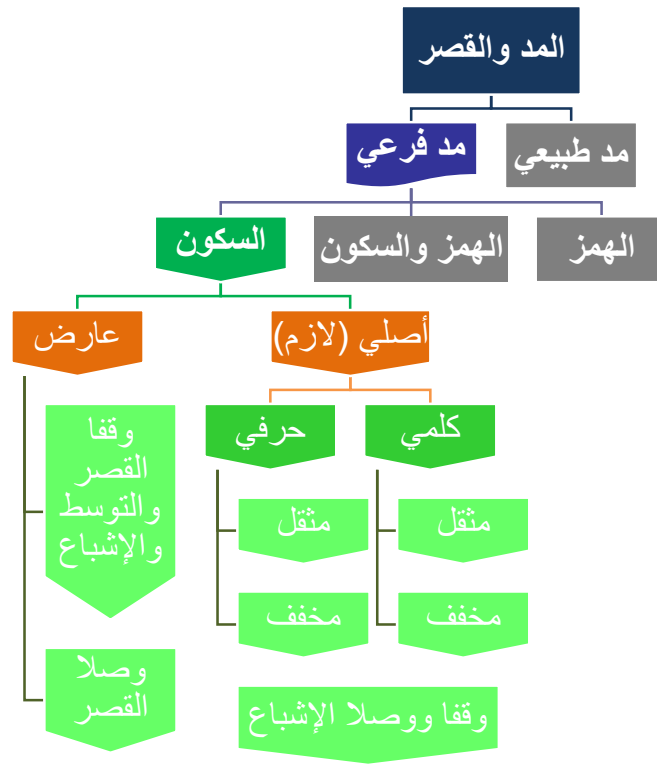 المد والقصر
مد طبيعي
مد فرعي
الهمز
الهمز والسكون
السكون
أصلي (لازم)
عارض
كلمي
حرفي
وقفا
القصر
والتوسط
والإشباع
مثقل
مثقل
مخفف
مخفف
وصلا
القصر
وقفا ووصلا الإشباع